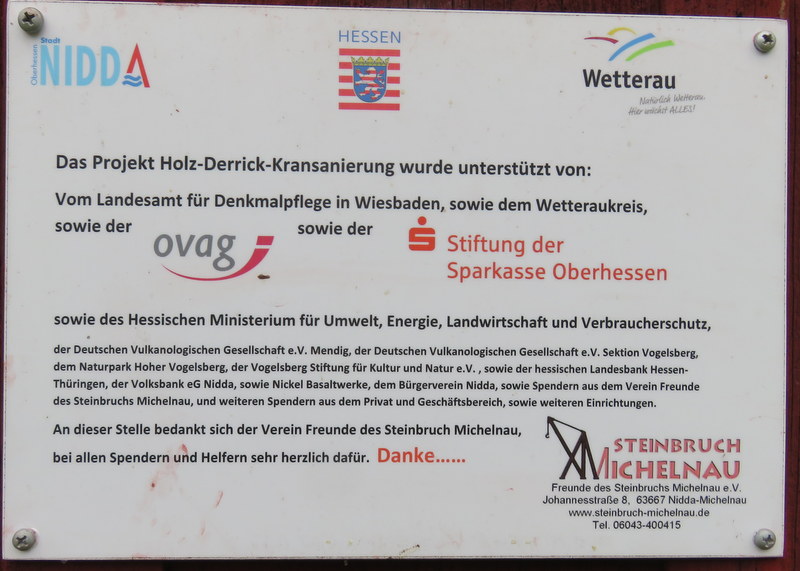 Oberhessen
Stadt
NIDDA
HESSEN
Wetterau
Natürlich Wetterau.
Hier wächst ALLES!
Das Projekt Holz-Derrick-Kransanierung wurde unterstützt von:
Vom Landesamt für Denkmalpflege in Wiesbaden, sowie dem Wetteraukreis,
sowie der ovag sowie der Stiftung der
Sparkasse Oberhessen
sowie des Hessischen Ministerium für Umwelt, Energie, Landwirtschaft und Verbraucherschutz,
der Deutschen Vulkanologischen Gesellschaft e.V. Mendig, der Deutschen Vulkanologischen Gesellschaft e.V. Sektion Vogelsberg,
dem Naturpark Hoher Vogelsberg, der Vogelsberg Stiftung für Kultur und Natur e.V. , sowie der hessischen Landesbank Hessen-
Thüringen, der Volksbank eG Nidda, sowie Nickel Basaltwerke, dem Bürgerverein Nidda, sowie Spenden aus dem Verein Freunde
des Steinbruchs Michelnau, und weiteren Spendern aus dem Privat und Geschäftsbereich, sowie weiteren Einrichtungen.
An dieser Stelle bedankt sich der Verein Freunde des Steinbruch Michelnau,
bei allen Spendern und Helfern sehr herzlich dafür. Danke......
STEINBRUCH
MICHELNAU
Freunde des Steinbruchs Michelnau e.V.
Johannesstraße 8, 63667 Nidda-Michelnau
www.steinbruch-michelnau.de
Tel. 06043-400415